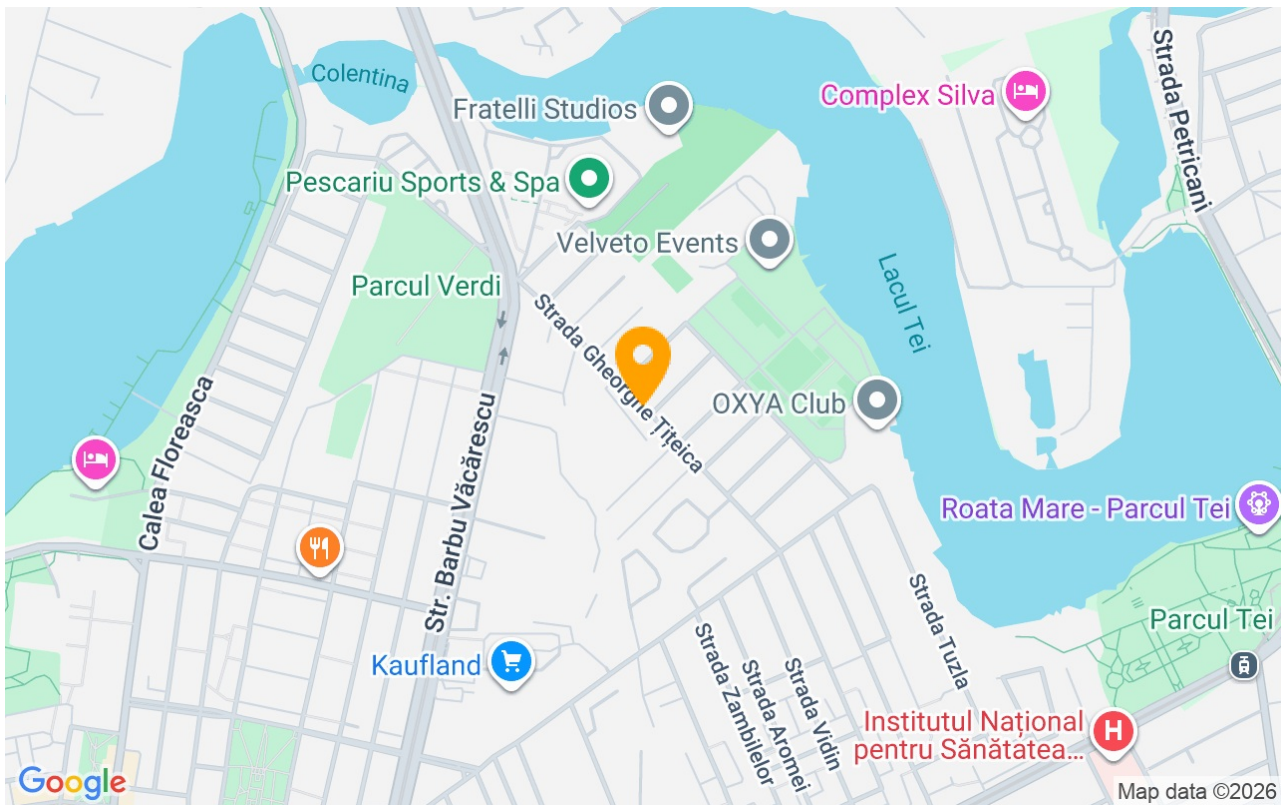 Colentina
Fratelli Studios
Complex Silva
Strada Petricani
Pescariu Sports & Spa
Velveto Events
Parcul Verdi
Lacul Tei
Strada Gheorghe Țițeica
Calea Floreasca
Str. Barbu Văcărescu
OXYA Club
Roata Mare - Parcul Tei
Strada Tuzla
Parcul Tei
Kaufland
Strada Zambilelor
Strada Aromei
Strada Vidin
Institutul Național
pentru Sănătatea...
H
Google
Map data ©2026